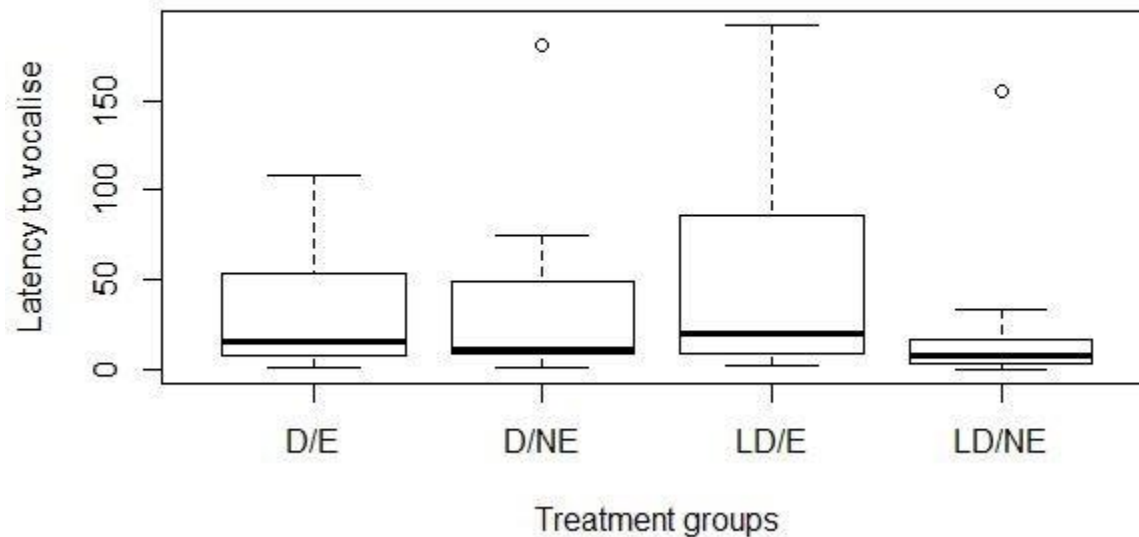 Latency to vocalise
150
100
50
0
D/E
D/NE
LD/E
LD/NE
Treatment groups